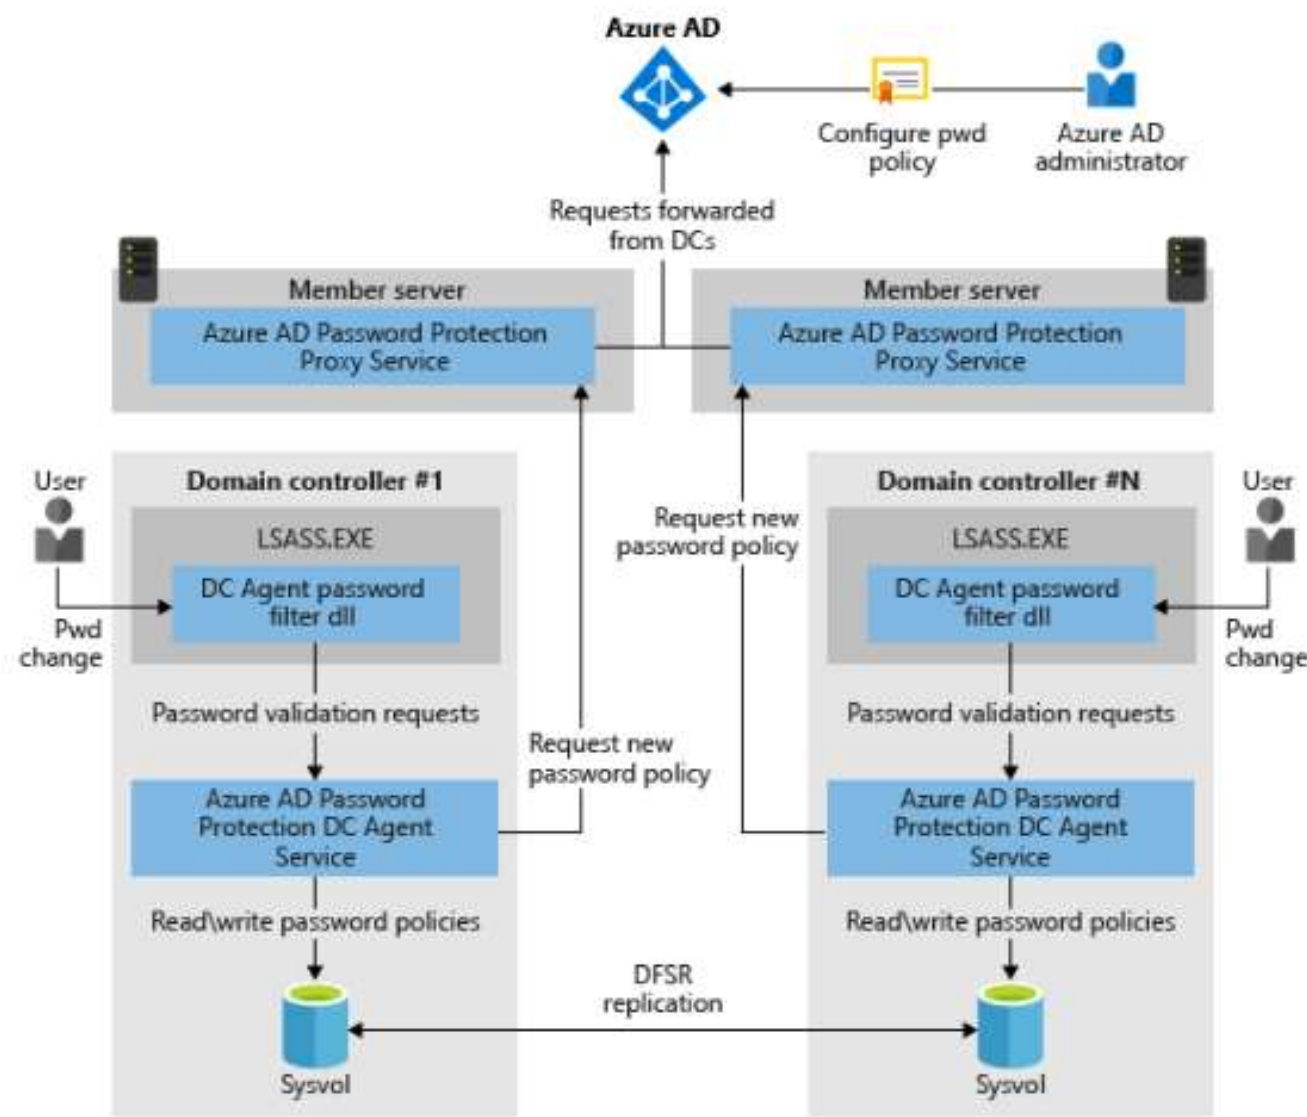 Azure AD
Configure pwd
policy
Azure AD
administrator
Requests forwarded
from DCs
Member server
Azure AD Password Protection
Proxy Service
Member server
Azure AD Password Protection
Proxy Service
User
Pwd
change
Domain controller #1
LSASS.EXE
DC Agent password
filter dll
Password validation requests
Azure AD Password
Protection DC Agent
Service
Read\write password policies
Sysvol
Request new
password policy
Request new
password policy
DFSR
replication
Domain controller #N
LSASS.EXE
DC Agent password
filter dll
Password validation requests
Azure AD Password
Protection DC Agent
Service
Read\write password policies
Sysvol
User
Pwd
change